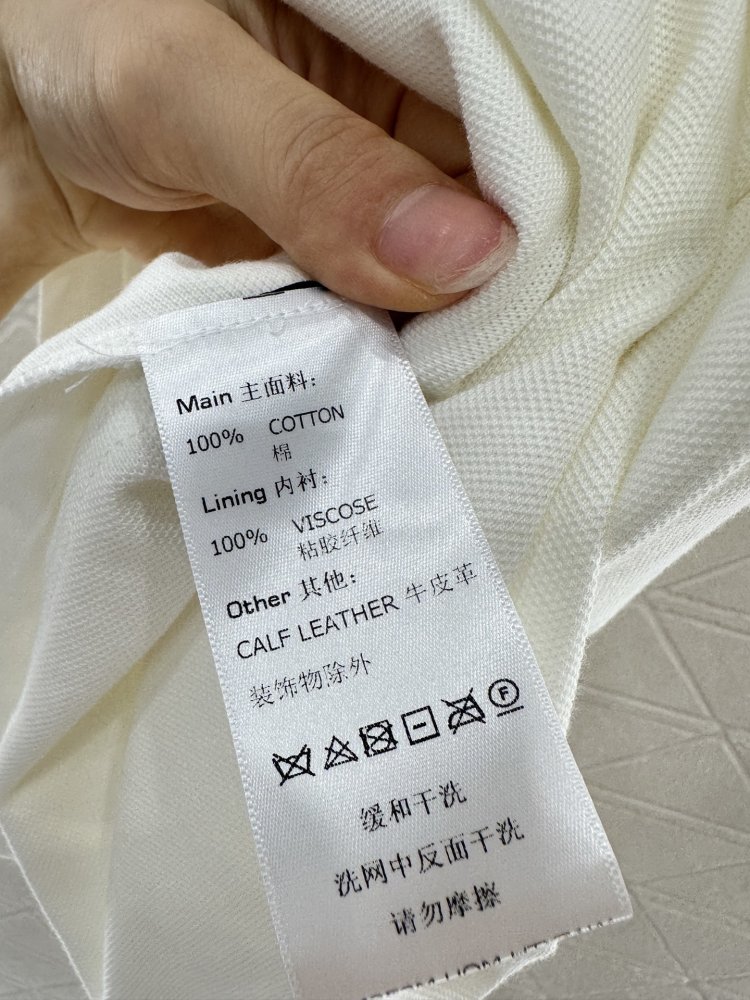 Main 主面料:
100% COTTON
棉
Lining 内衬:
100% VISCOSE
粘胶纤维
Other 其他:
CALF LEATHER 牛皮革
装饰物除外
F
缓和干洗
洗网中反面干洗
请勿摩擦